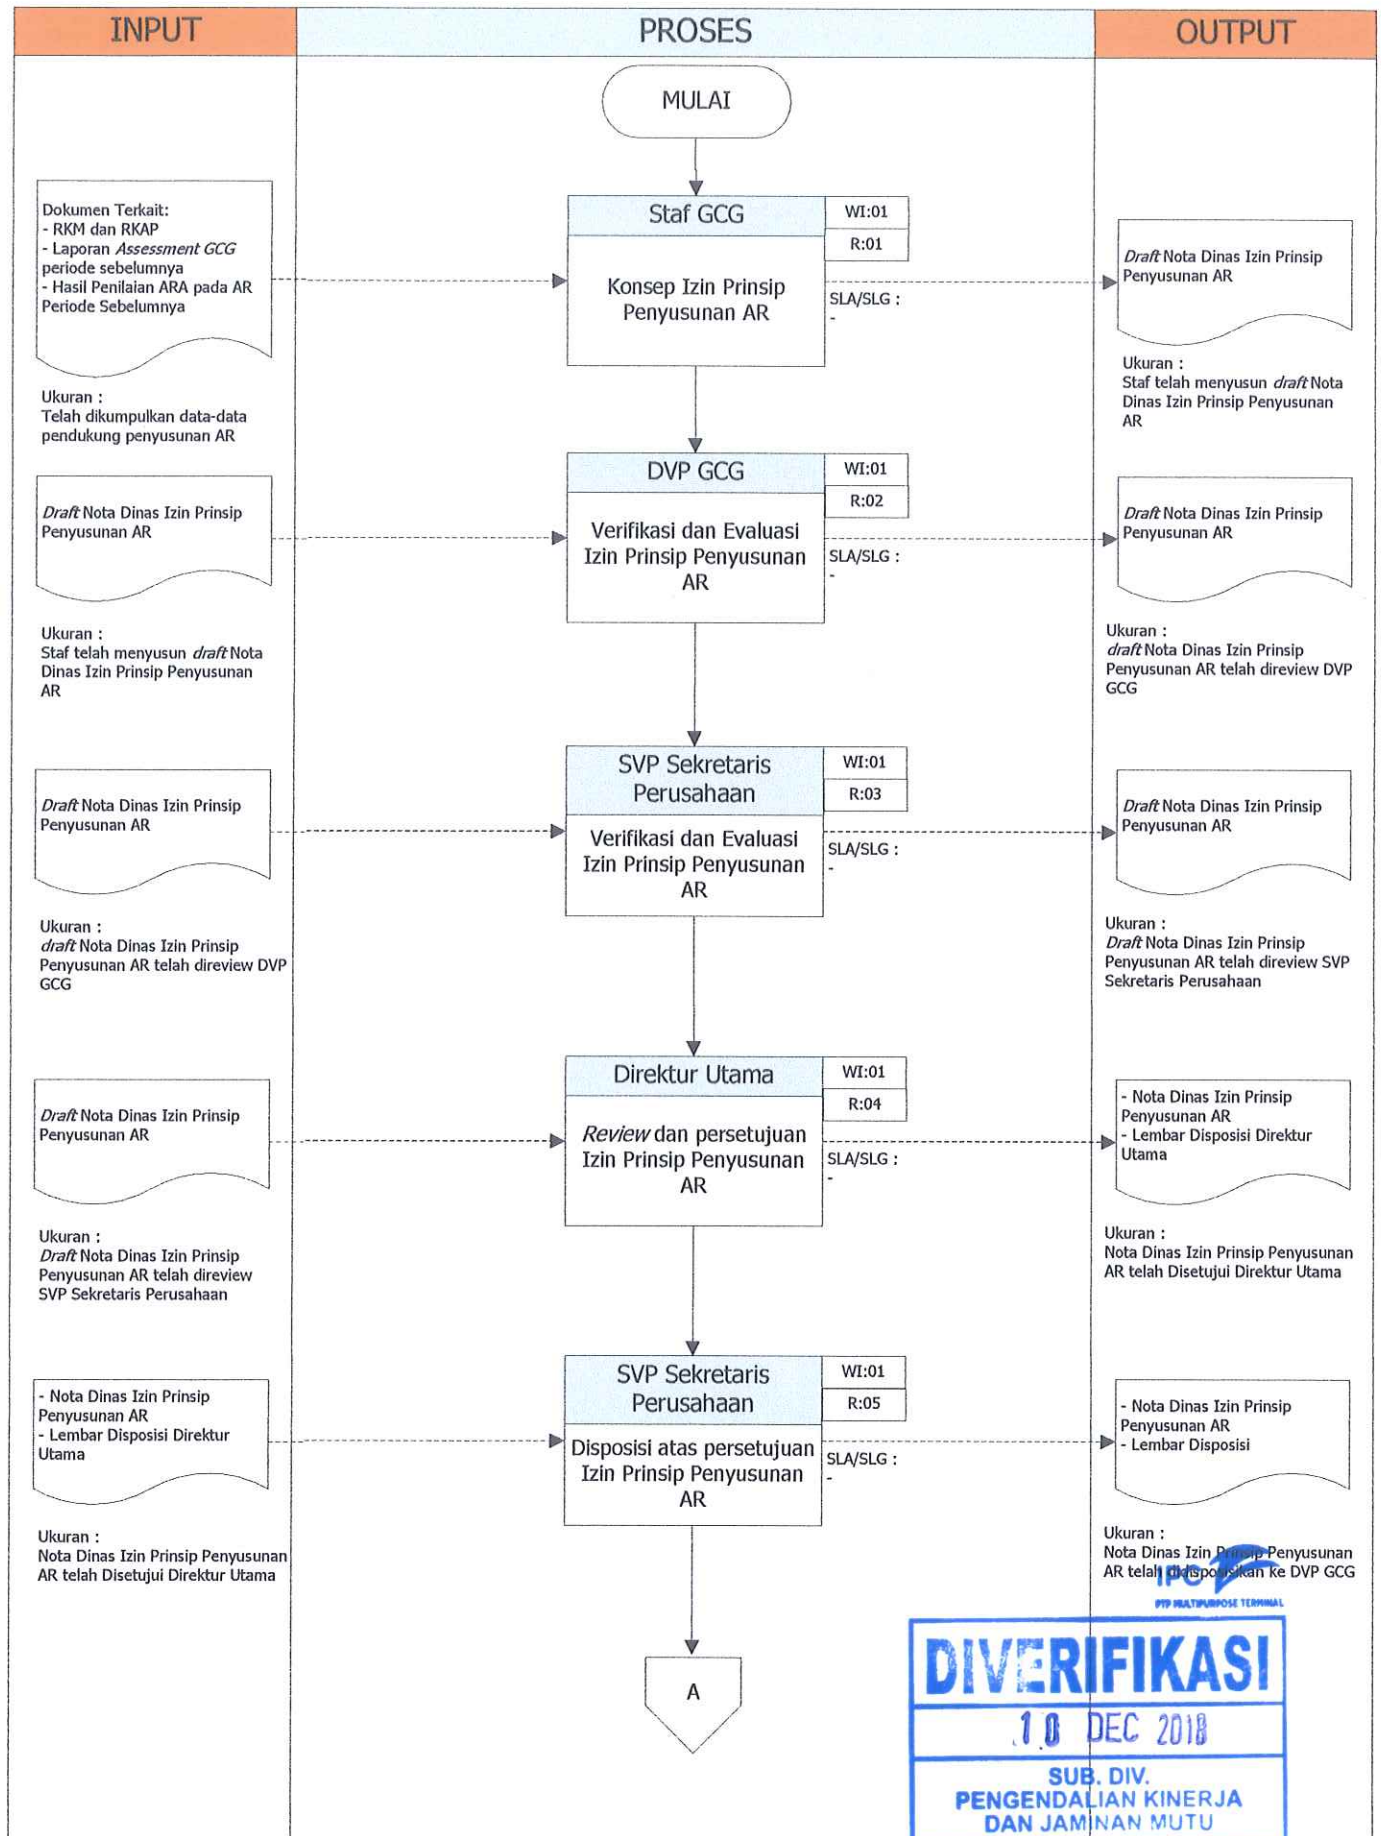 INPUT
PROSES
OUTPUT
MULAI
Dokumen Terkait:
- RKM dan RKAP
- Laporan Assessment GCG
periode sebelumnya
- Hasil Penilaian ARA pada AR
Periode Sebelumnya
Ukuran :
Telah dikumpulkan data-data
pendukung penyusunan AR
Staf GCG
WI:01
R:01
Konsep Izin Prinsip
Penyusunan AR
SLA/SLG :
-
Draft Nota Dinas Izin Prinsip
Penyusunan AR
Ukuran :
Staf telah menyusun draft Nota
Dinas Izin Prinsip Penyusunan
AR
Draft Nota Dinas Izin Prinsip
Penyusunan AR
Ukuran :
Staf telah menyusun draft Nota
Dinas Izin Prinsip Penyusunan
AR
DVP GCG
WI:01
R:02
Verifikasi dan Evaluasi
Izin Prinsip Penyusunan
AR
SLA/SLG :
-
Draft Nota Dinas Izin Prinsip
Penyusunan AR
Ukuran :
draft Nota Dinas Izin Prinsip
Penyusunan AR telah direview DVP
GCG
Draft Nota Dinas Izin Prinsip
Penyusunan AR
Ukuran :
draft Nota Dinas Izin Prinsip
Penyusunan AR telah direview DVP
GCG
SVP Sekretaris
Perusahaan
WI:01
R:03
Verifikasi dan Evaluasi
Izin Prinsip Penyusunan
AR
SLA/SLG :
-
Draft Nota Dinas Izin Prinsip
Penyusunan AR
Ukuran :
Draft Nota Dinas Izin Prinsip
Penyusunan AR telah direview SVP
Sekretaris Perusahaan
Draft Nota Dinas Izin Prinsip
Penyusunan AR
Ukuran :
Draft Nota Dinas Izin Prinsip
Penyusunan AR telah direview
SVP Sekretaris Perusahaan
Direktur Utama
WI:01
R:04
Review dan persetujuan
Izin Prinsip Penyusunan
AR
SLA/SLG :
-
- Nota Dinas Izin Prinsip
Penyusunan AR
- Lembar Disposisi Direktur
Utama
Ukuran :
Nota Dinas Izin Prinsip Penyusunan
AR telah Disetujui Direktur Utama
- Nota Dinas Izin Prinsip
Penyusunan AR
- Lembar Disposisi Direktur
Utama
Ukuran :
Nota Dinas Izin Prinsip Penyusunan
AR telah Disetujui Direktur Utama
SVP Sekretaris
Perusahaan
WI:01
R:05
Disposisi atas persetujuan
Izin Prinsip Penyusunan
AR
SLA/SLG :
-
- Nota Dinas Izin Prinsip
Penyusunan AR
- Lembar Disposisi
Ukuran :
Nota Dinas Izin Prinsip Penyusunan
AR telah didisposisikan ke DVP GCG
A
IPC
PTP MULTIPURPOSE TERMINAL
DIVERIFIKASI
10 DEC 2018
SUB. DIV.
PENGENDALIAN KINERJA
DAN JAMINAN MUTU